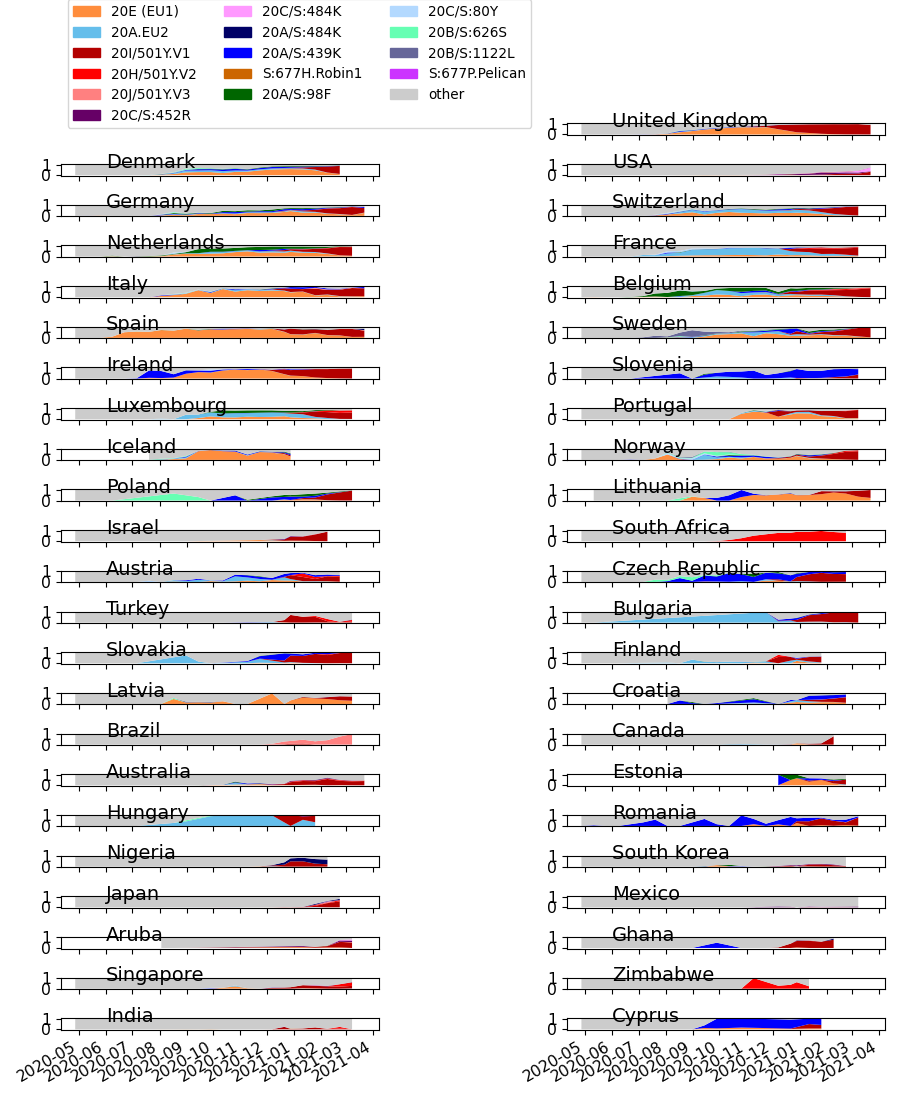 20E (EU1)
20A.EU2
20I/501Y.V1
20H/501Y.V2
20J/501Y.V3
20C/S:452R
20C/S:484K
20A/S:484K
20A/S:439K
S:677H.Robin1
20A/S:98F
20C/S:80Y
20B/S:626S
20B/S:1122L
S:677P.Pelican
other
1
0
United Kingdom
1
0
Denmark
1
0
USA
1
0
Germany
1
0
Switzerland
1
0
Netherlands
1
0
France
1
0
Italy
1
0
Belgium
1
0
Spain
1
0
Sweden
1
0
Ireland
1
0
Slovenia
1
0
Luxembourg
1
0
Portugal
1
0
Iceland
1
0
Norway
1
0
Poland
1
0
Lithuania
1
0
Israel
1
0
South Africa
1
0
Austria
1
0
Czech Republic
1
0
Turkey
1
0
Bulgaria
1
0
Slovakia
1
0
Finland
1
0
Latvia
1
0
Croatia
1
0
Brazil
1
0
Canada
1
0
Australia
1
0
Estonia
1
0
Hungary
1
0
Romania
1
0
Nigeria
1
0
South Korea
1
0
Japan
1
0
Mexico
1
0
Aruba
1
0
Ghana
1
0
Singapore
1
0
Zimbabwe
1
0
India
1
0
Cyprus
2020-05
2020-06
2020-07
2020-08
2020-09
2020-10
2020-11
2020-12
2021-01
2021-02
2021-03
2021-04
2020-05
2020-06
2020-07
2020-08
2020-09
2020-10
2020-11
2020-12
2021-01
2021-02
2021-03
2021-04